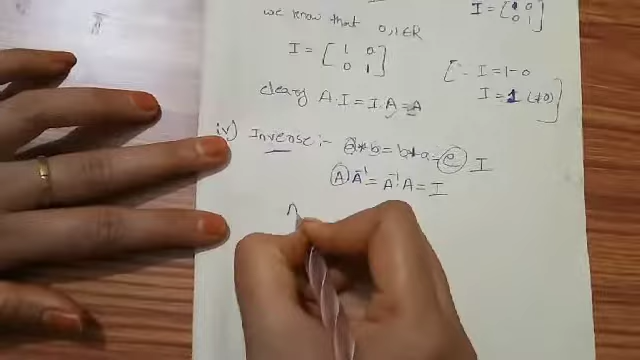 we know that 0,1∈R
I = [1 0
0 1]
I = [1 0
0 1]
[∵ I = 1-0
I = 1 (≠0)]
clearly A.I = I.A = A
iv) Inverse :- a*b = b*a = e I
A A⁻¹ = A⁻¹ A = I